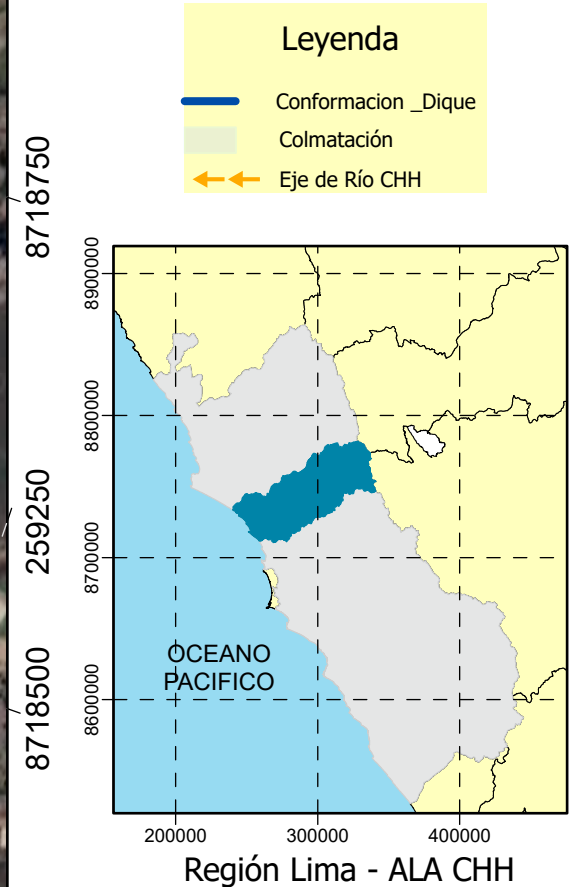 Leyenda
Conformacion _Dique
Colmatación
Eje de Río CHH
8718750
259250
8718500
8900000
8800000
8700000
8600000
OCEANO
PACIFICO
200000 300000 400000
Región Lima - ALA CHH